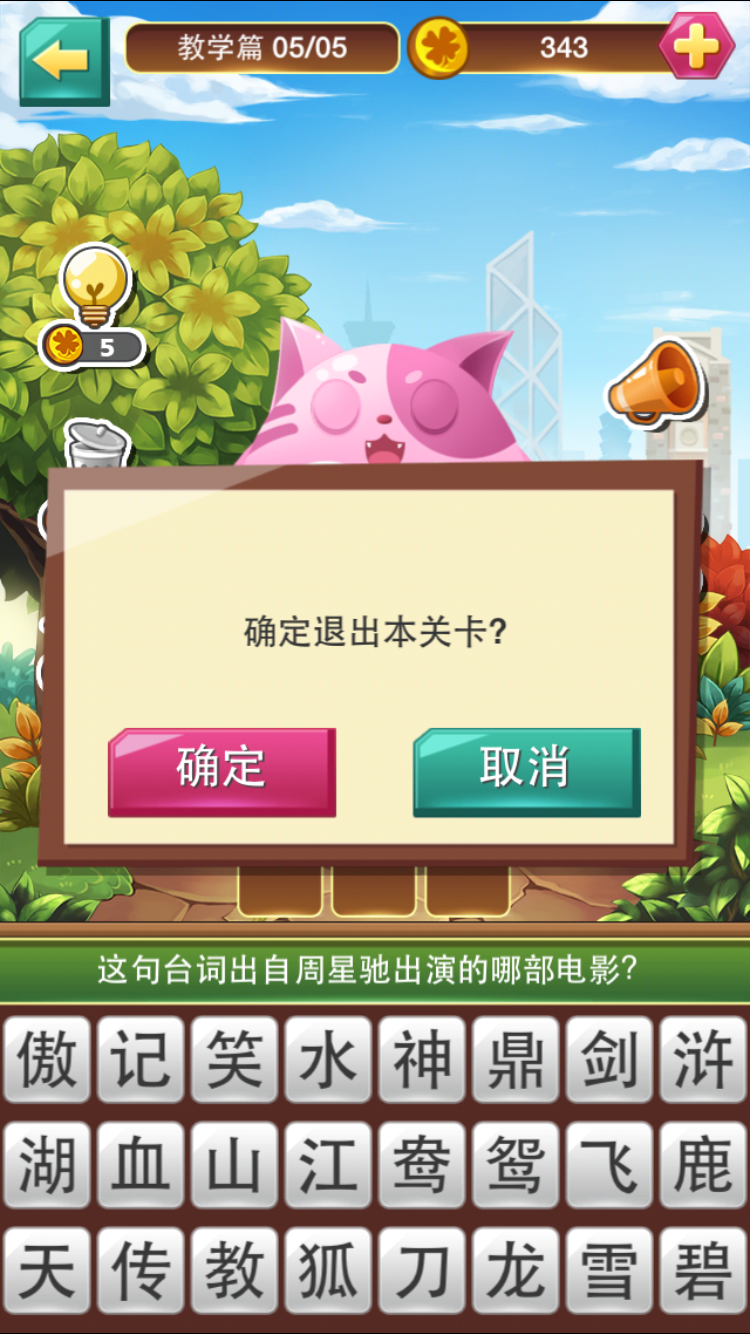 教学篇 05/05
343
5
确定退出本关卡?
确定
取消
这句台词出自周星驰出演的哪部电影?
傲 记 笑 水 神 鼎 剑 浒
湖 血 山 江 鸯 鸳 飞 鹿
天 传 教 狐 刀 龙 雪 碧